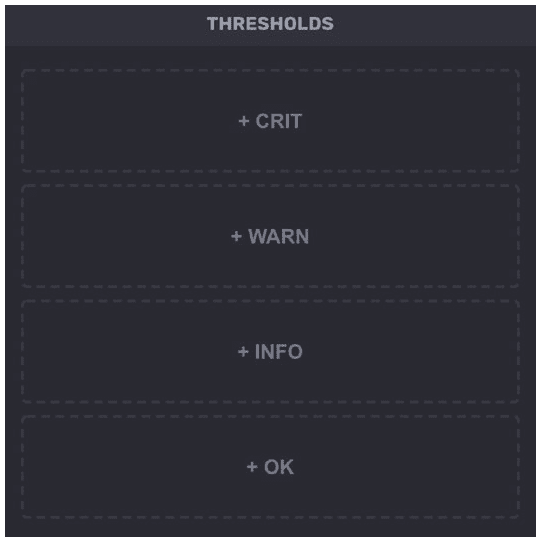 THRESHOLDS
+ CRIT
+ WARN
+ INFO
+ OK